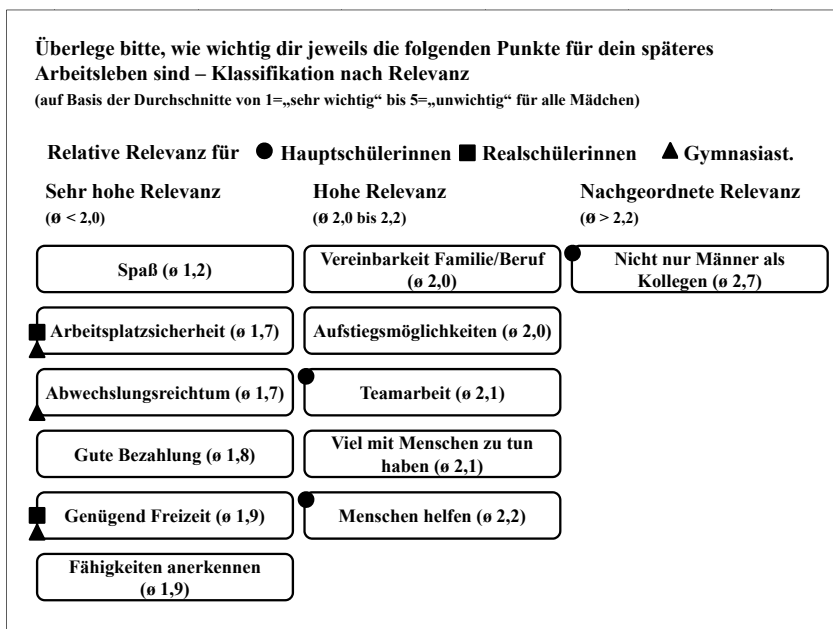 Überlege bitte, wie wichtig dir jeweils die folgenden Punkte für dein späteres
Arbeitsleben sind – Klassifikation nach Relevanz
(auf Basis der Durchschnitte von 1=„sehr wichtig“ bis 5=„unwichtig“ für alle Mädchen)
Relative Relevanz für ● Hauptschülerinnen ■ Realschülerinnen ▲ Gymnasiast.
Sehr hohe Relevanz
(ø < 2,0)
Spaß (ø 1,2)
Arbeitsplatzsicherheit (ø 1,7)
Abwechslungsreichtum (ø 1,7)
Gute Bezahlung (ø 1,8)
Genügend Freizeit (ø 1,9)
Fähigkeiten anerkennen
(ø 1,9)
Hohe Relevanz
(ø 2,0 bis 2,2)
Vereinbarkeit Familie/Beruf
(ø 2,0)
Aufstiegsmöglichkeiten (ø 2,0)
Teamarbeit (ø 2,1)
Viel mit Menschen zu tun
haben (ø 2,1)
Menschen helfen (ø 2,2)
Nachgeordnete Relevanz
(ø > 2,2)
Nicht nur Männer als
Kollegen (ø 2,7)